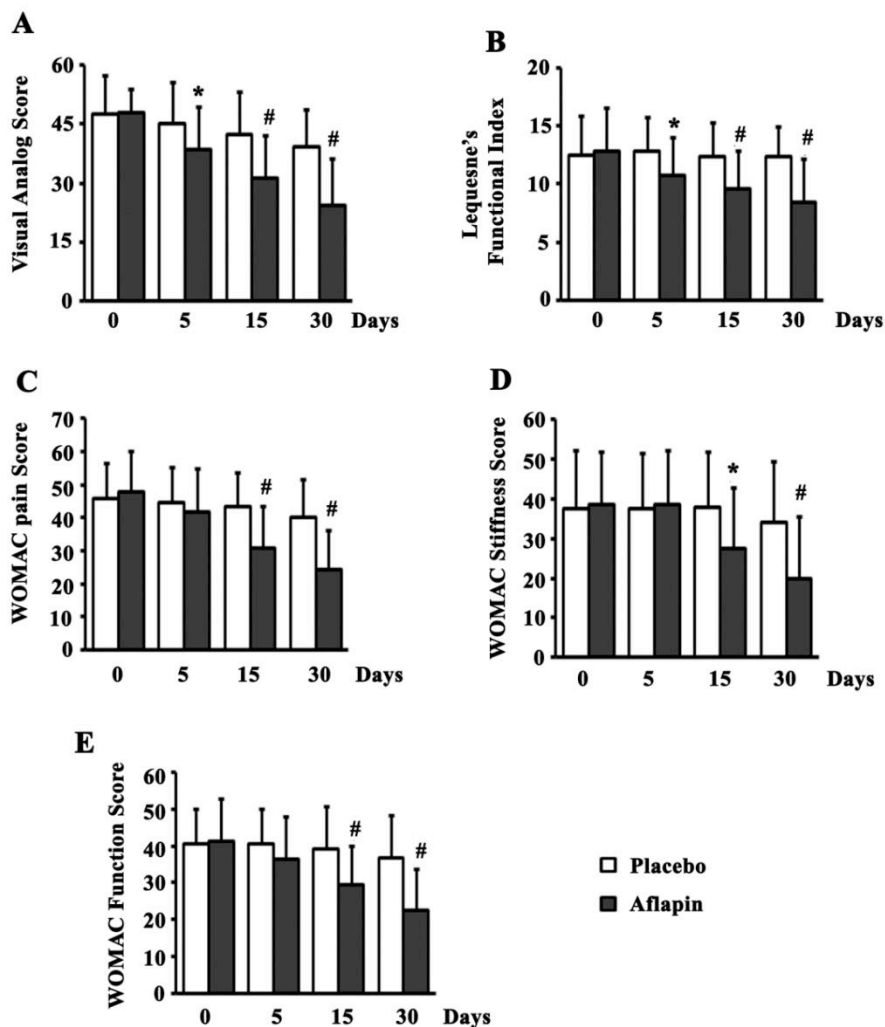 A
Visual Analog Score
60
45
30
15
0
*
#
#
0 5 15 30 Days
B
Lequesne's
Functional Index
20
15
10
5
0
*
#
#
0 5 15 30 Days
C
WOMAC pain Score
70
60
50
40
30
20
10
0
#
#
0 5 15 30 Days
D
WOMAC Stiffness Score
60
50
40
30
20
10
0
*
#
0 5 15 30 Days
E
WOMAC Function Score
60
50
40
30
20
10
0
#
#
0 5 15 30 Days
Placebo
Aflapin